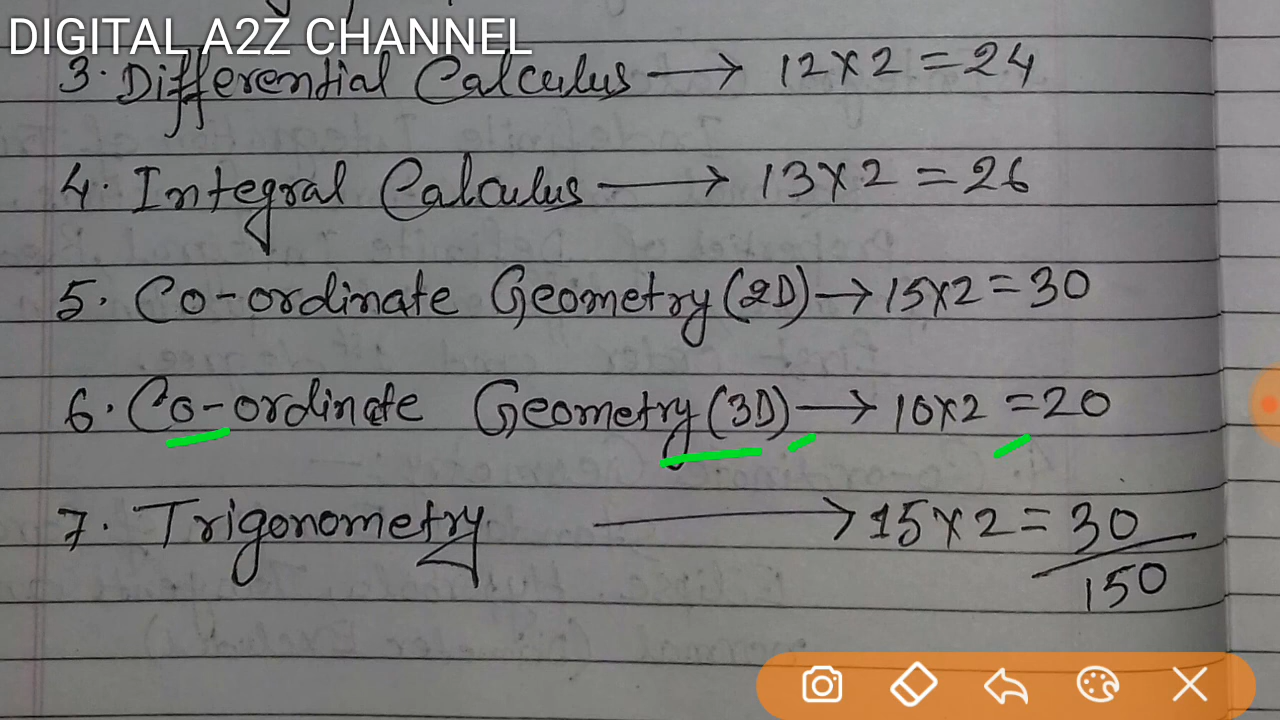 DIGITAL A2Z CHANNEL
3. Differential Calculus → 12×2 = 24
4. Integral Calculus → 13×2 = 26
5. Co-ordinate Geometry (2D) → 15×2 = 30
6. Co-ordinate Geometry (3D) → 10×2 = 20
7. Trigonometry → 15×2 = 30
150